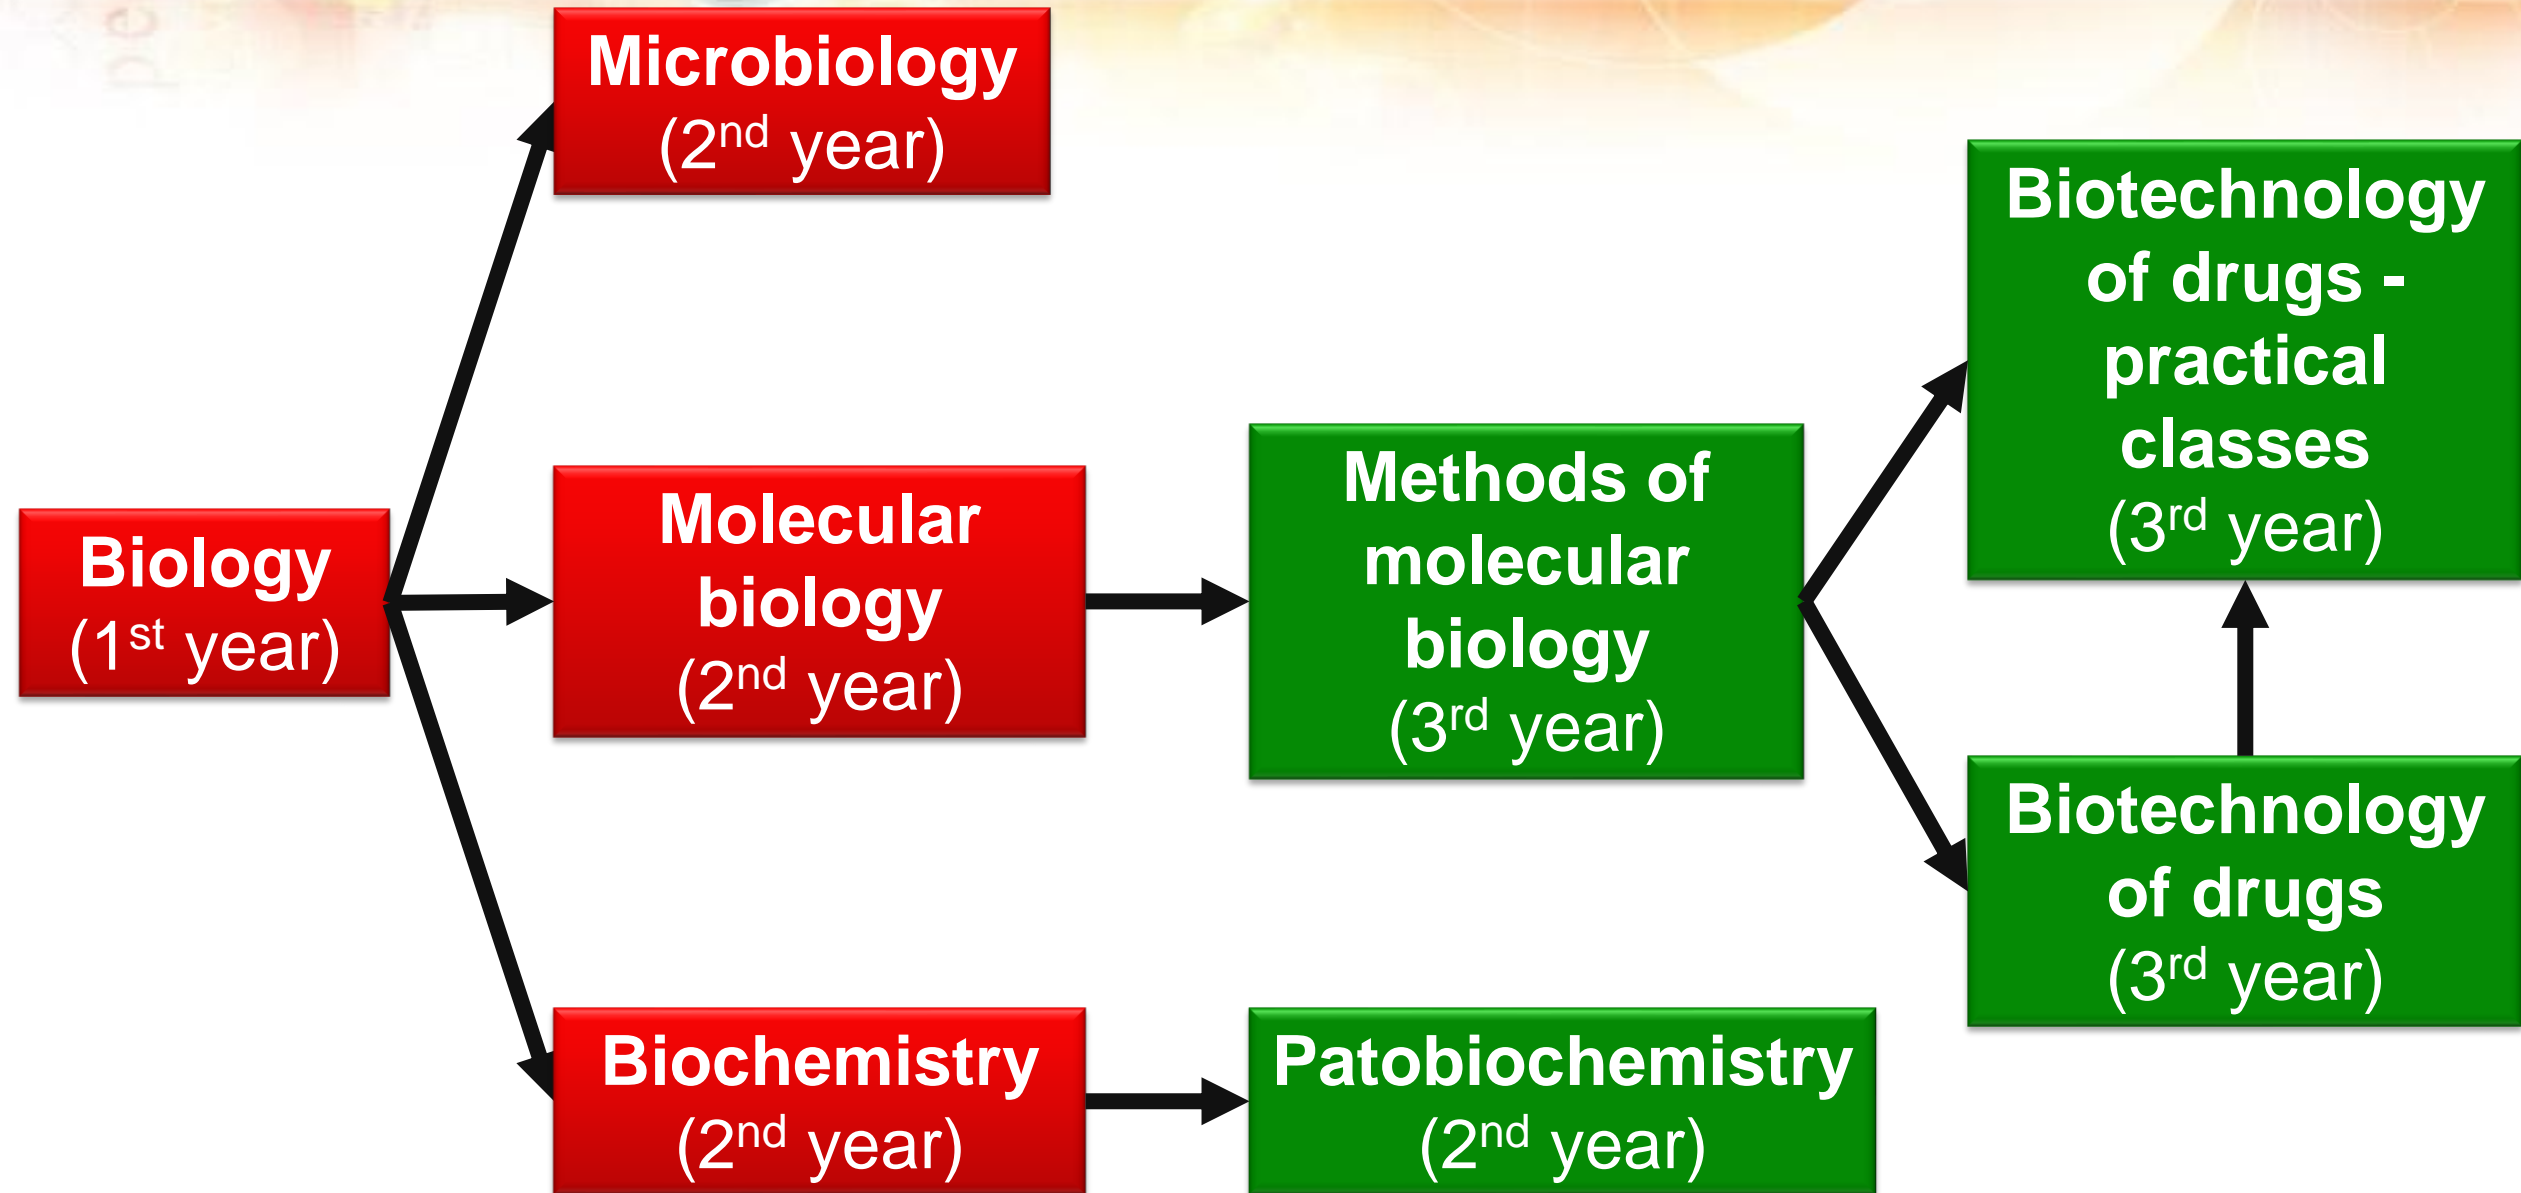 Microbiology
(2nd year)
Biology
(1st year)
Molecular
biology
(2nd year)
Biochemistry
(2nd year)
Methods of
molecular
biology
(3rd year)
Patobiochemistry
(2nd year)
Biotechnology
of drugs -
practical
classes
(3rd year)
Biotechnology
of drugs
(3rd year)